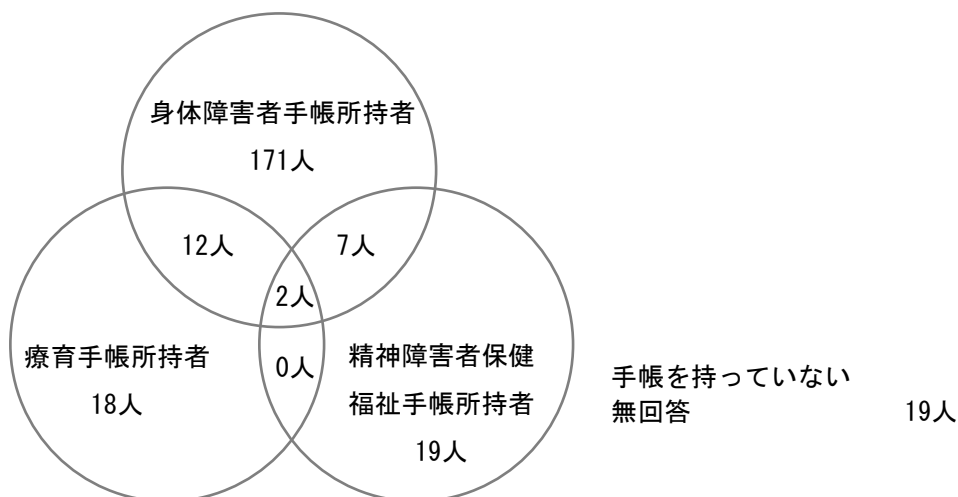 身体障害者手帳所持者
171人
12人
7人
2人
療育手帳所持者
18人
0人
精神障害者保健
福祉手帳所持者
19人
手帳を持っていない
無回答 19人